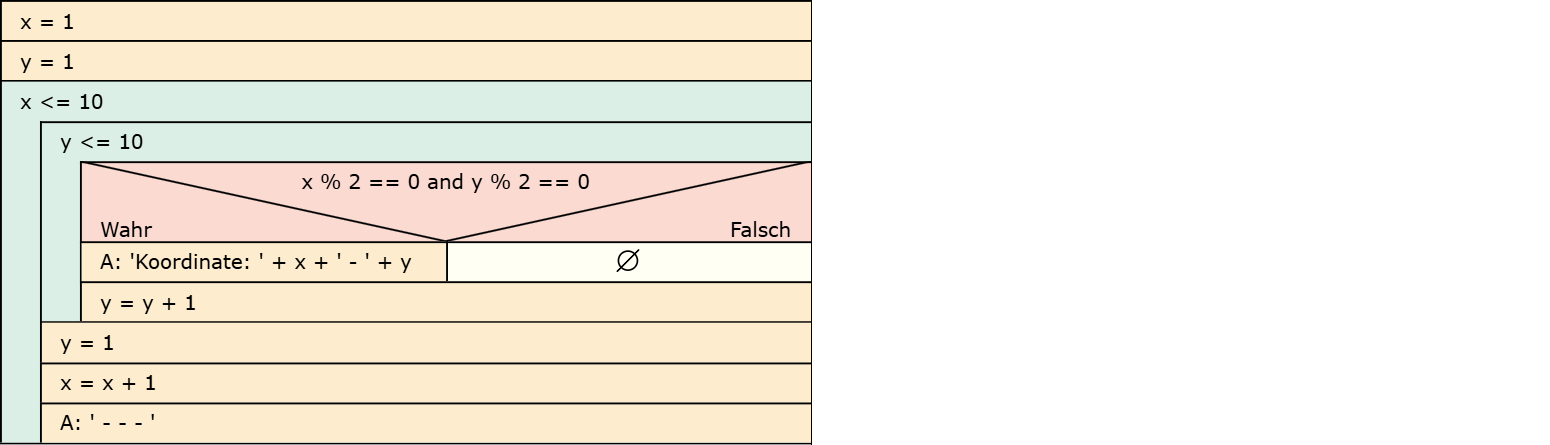 x = 1
y = 1
x <= 10
y <= 10
x % 2 == 0 and y % 2 == 0
Wahr
Falsch
A: 'Koordinate: ' + x + ' - ' + y
∅
y = y + 1
y = 1
x = x + 1
A: ' - - - '